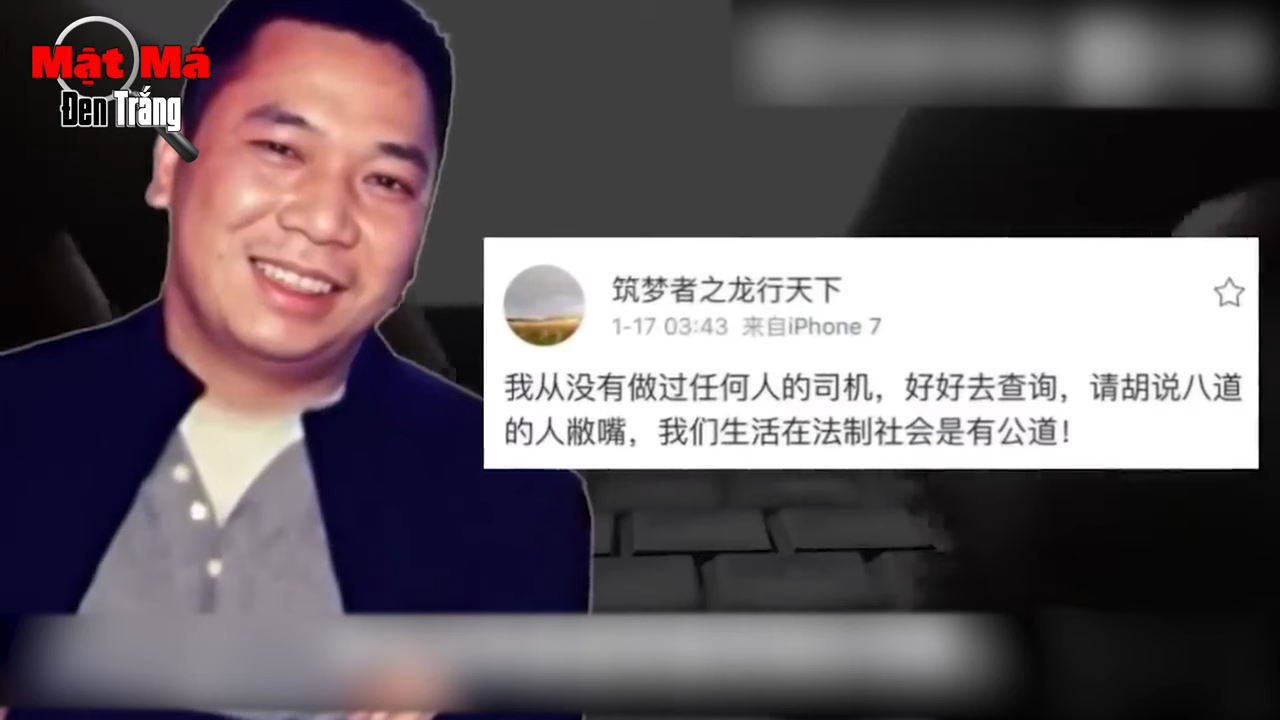 Mật Mã
Đen Trắng
筑梦者之龙行天下
1-17 03:43 来自iPhone 7
我从没有做过任何人的司机，好好去查询，请胡说八道
的人敝嘴，我们生活在法制社会是有公道！